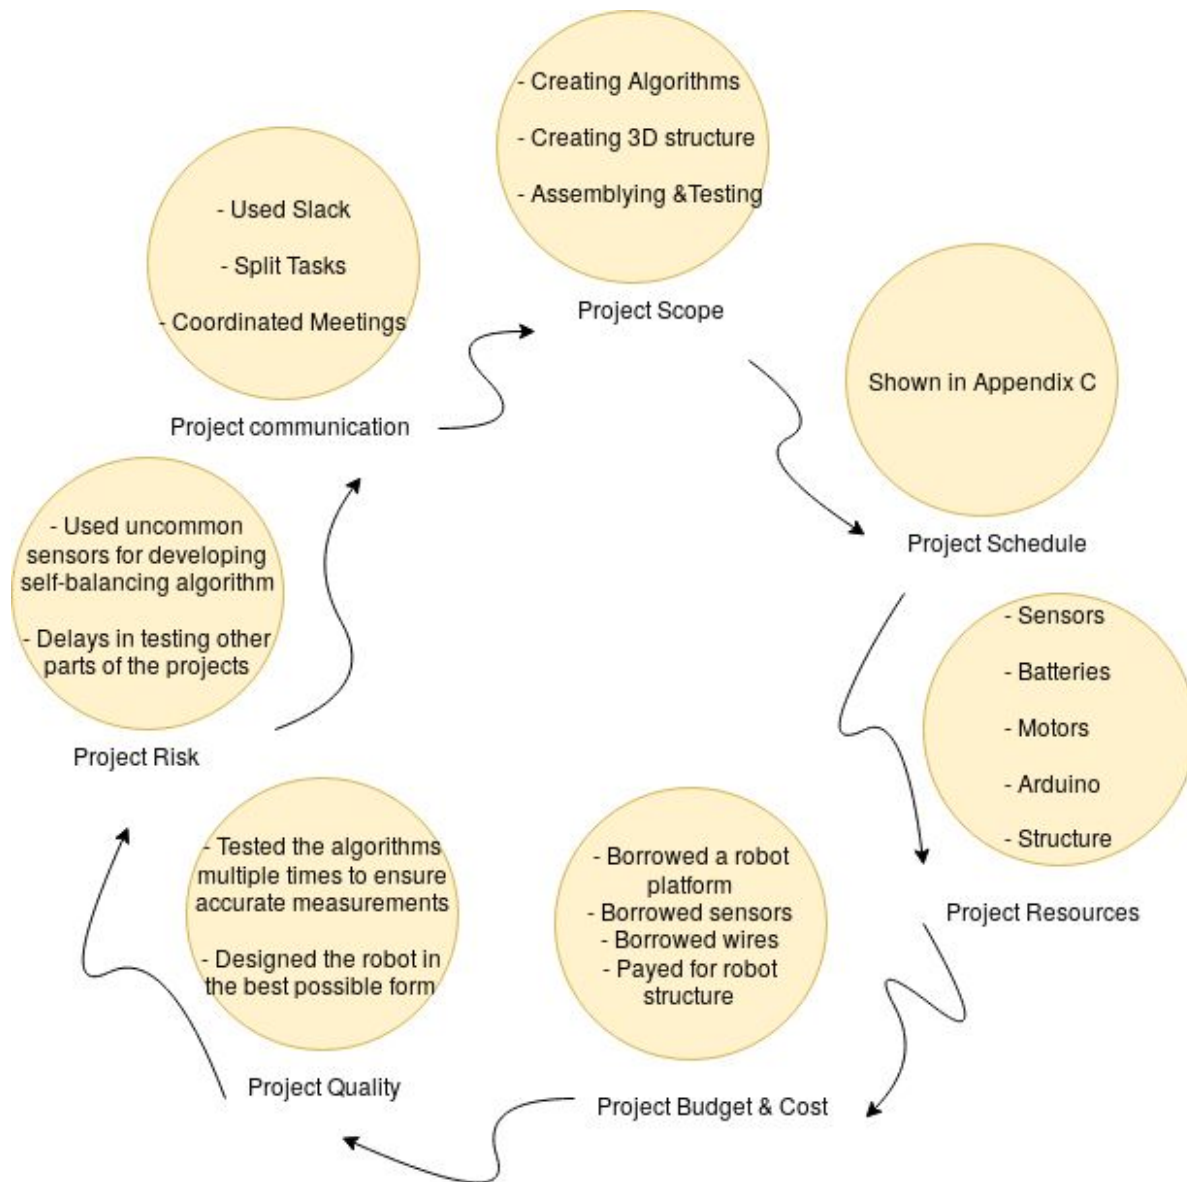 - Creating Algorithms
- Creating 3D structure
- Assemblying &Testing
Project Scope
Shown in Appendix C
Project Schedule
- Sensors
- Batteries
- Motors
- Arduino
- Structure
Project Resources
- Borrowed a robot
platform
- Borrowed sensors
- Borrowed wires
- Payed for robot
structure
Project Budget & Cost
- Tested the algorithms
multiple times to ensure
accurate measurements
- Designed the robot in
the best possible form
Project Quality
- Used uncommon
sensors for developing
self-balancing algorithm
- Delays in testing other
parts of the projects
Project Risk
- Used Slack
- Split Tasks
- Coordinated Meetings
Project communication